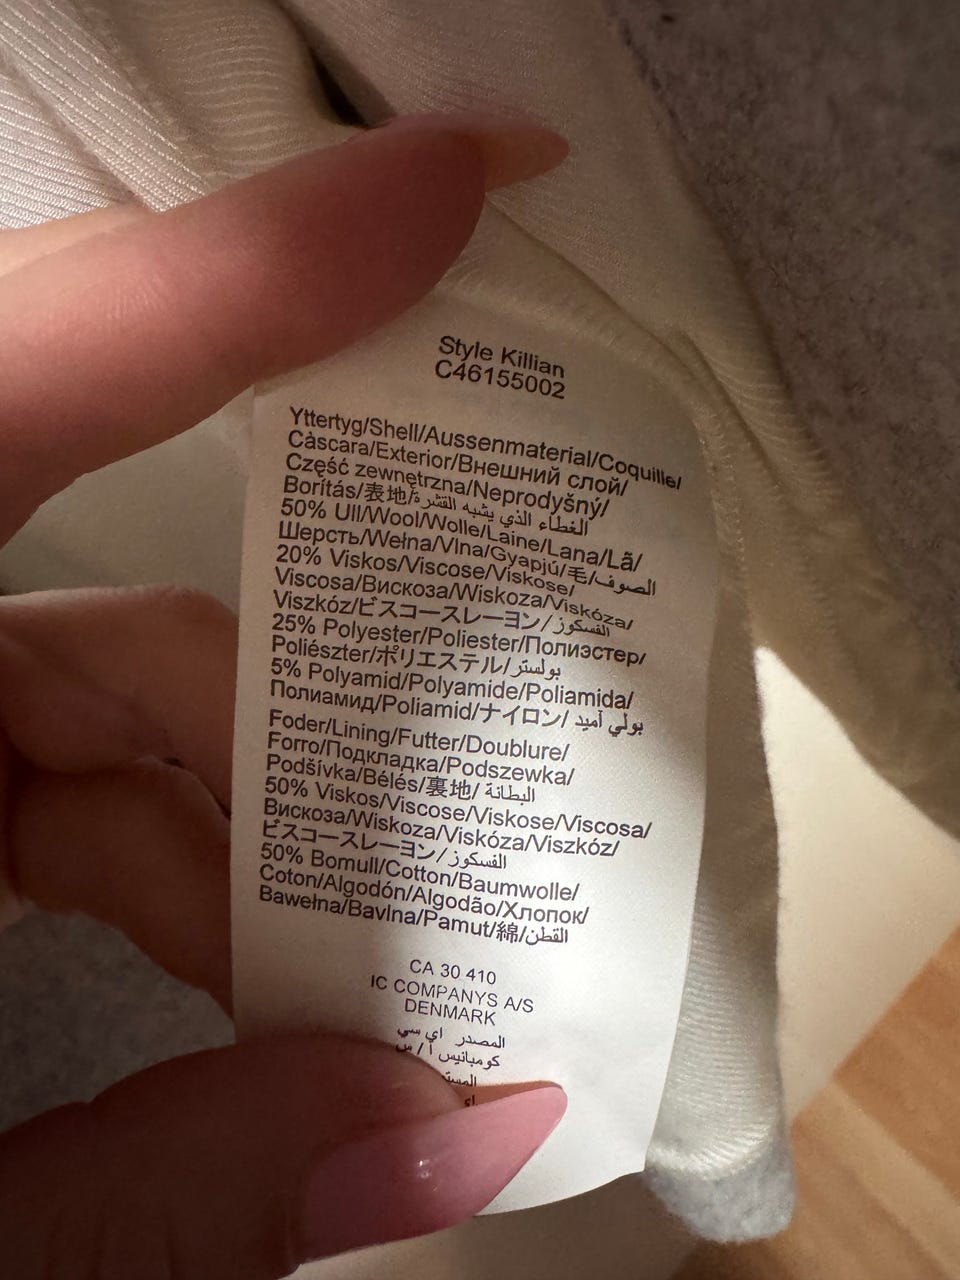 Style Killian
C46155002
Yttertyg/Shell/Aussenmaterial/Coquille/
Càscara/Exterior/Внешний слой/
Część zewnętrzna/Neprodyšný/
Borítás/表地/الغطاء الذي يشبه القشرة
50% Ull/Wool/Wolle/Laine/Lana/Lã/
Шерсть/Wełna/Vlna/Gyapjú/毛/الصوف
20% Viskos/Viscose/Viskose/
Viscosa/Вискоза/Wiskoza/Viskóza/
Viszkóz/ビスコースレーヨン/الفسكوز
25% Polyester/Poliester/Полиэстер/
Poliészter/ポリエステル/بولستر
5% Polyamid/Polyamide/Poliamida/
Полиамид/Poliamid/ナイロン/ بولي آميد
Foder/Lining/Futter/Doublure/
Forro/Подкладка/Podszewka/
Podšívka/Bélés/裏地/ البطانة
50% Viskos/Viscose/Viskose/Viscosa/
Вискоза/Wiskoza/Viskóza/Viszkóz/
ビスコースレーヨン/الفسكوز
50% Bomull/Cotton/Baumwolle/
Coton/Algodón/Algodão/Хлопок/
Bawełna/Bavlna/Pamut/綿/القطن
CA 30 410
IC COMPANYS A/S
DENMARK
المصدر اي سي
كومبانيس أ / س